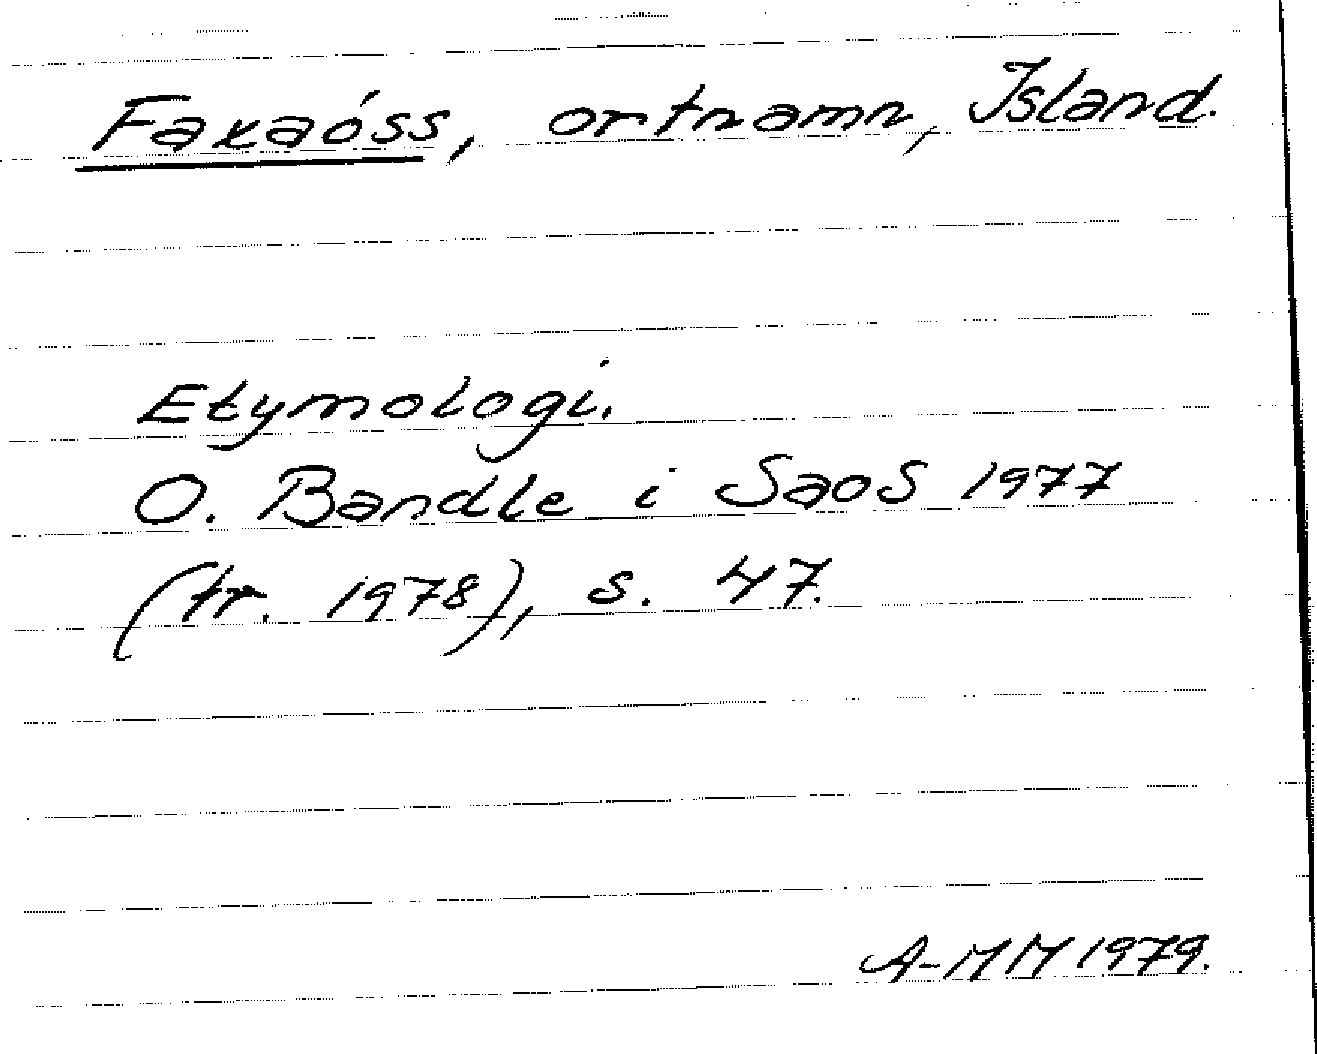 Faxaóss, ortnamn, Island.
Etymologi.
O. Bandle i SaoS 1977
(tr. 1978), s. 47.
A-MM 1979.